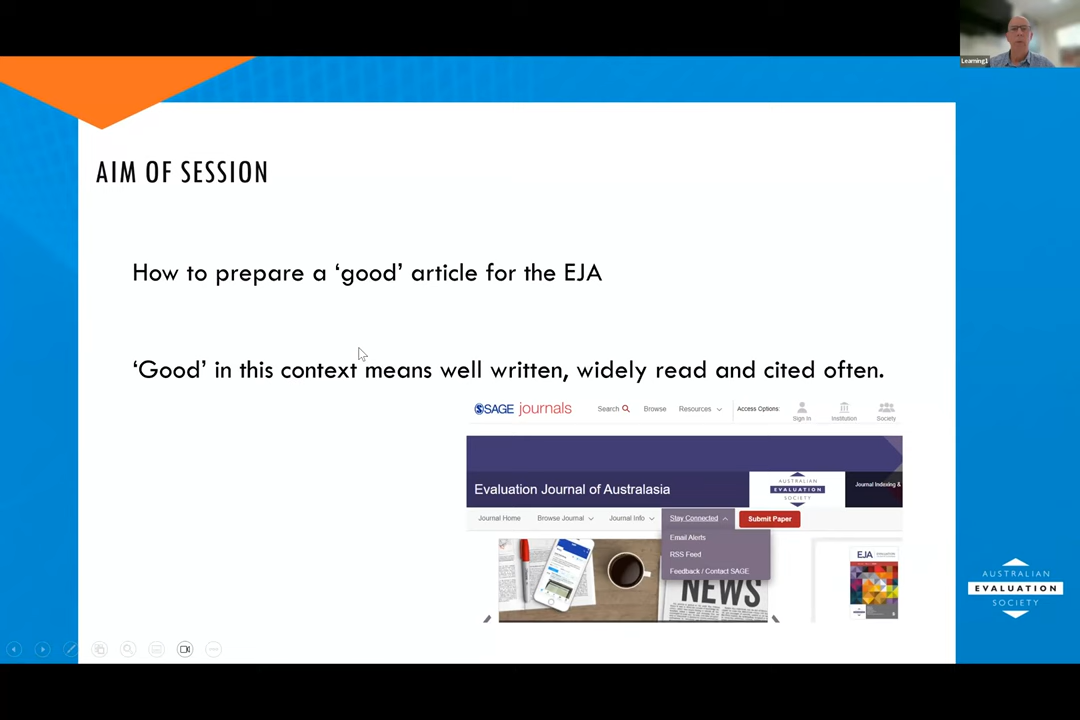 Learning1
AIM OF SESSION
How to prepare a ‘good’ article for the EJA
‘Good’ in this context means well written, widely read and cited often.
SAGE journals
Search
Browse
Resources
Access Options:
Sign In
Institution
Society
Evaluation Journal of Australasia
AUSTRALIAN
EVALUATION
SOCIETY
Journal Indexing &
Journal Home
Browse Journal
Journal Info
Stay Connected
Submit Paper
Email Alerts
RSS Feed
Feedback / Contact SAGE
NEWS
EJA
AUSTRALIAN
EVALUATION
SOCIETY